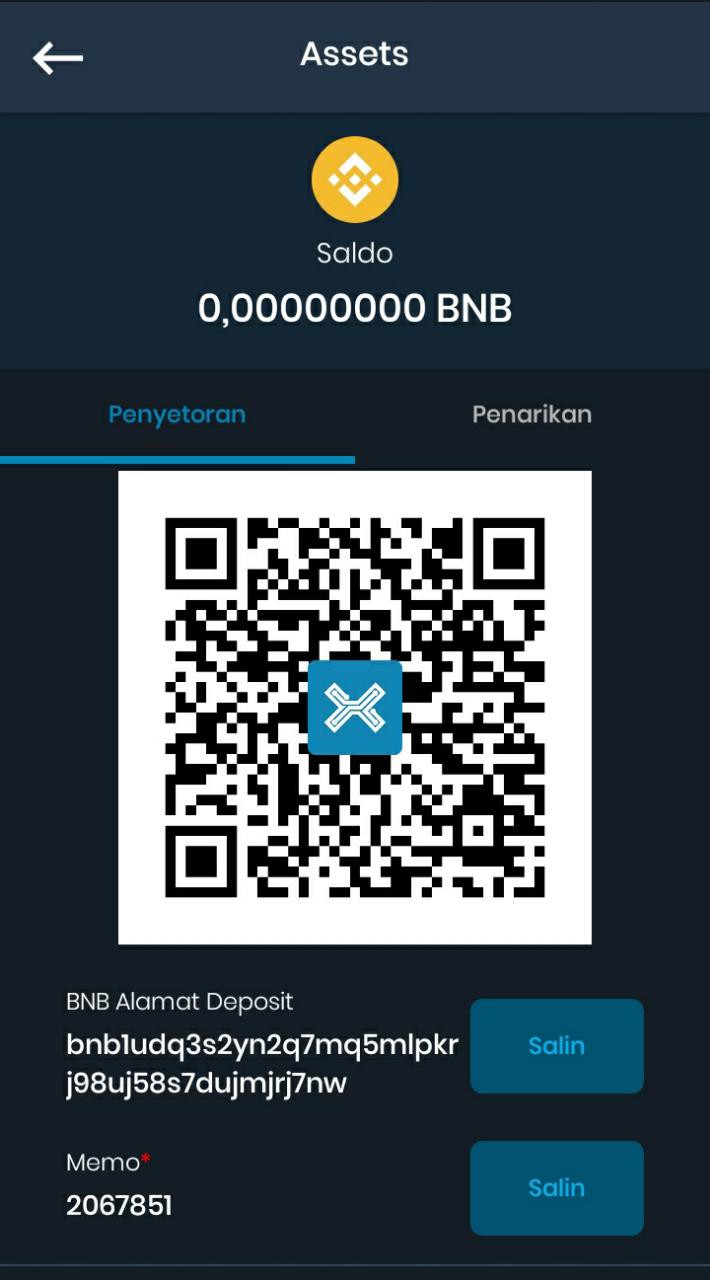 Assets
Saldo
0,00000000 BNB
Penyetoran
Penarikan
BNB Alamat Deposit
bnb1udq3s2yn2q7mq5mlpkr
j98uj58s7dujmjrj7nw
Salin
Memo*
2067851
Salin